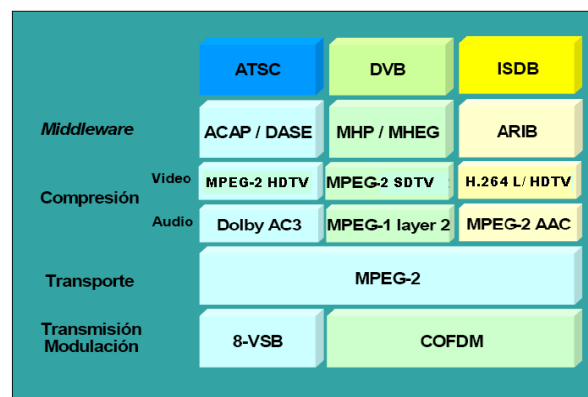 ATSC DVB ISDB
Middleware ACAP / DASE MHP / MHEG ARIB
Compresión
Video MPEG-2 HDTV MPEG-2 SDTV H.264 L/ HDTV
Audio Dolby AC3 MPEG-1 layer 2 MPEG-2 AAC
Transporte MPEG-2
Transmisión
Modulación 8-VSB COFDM